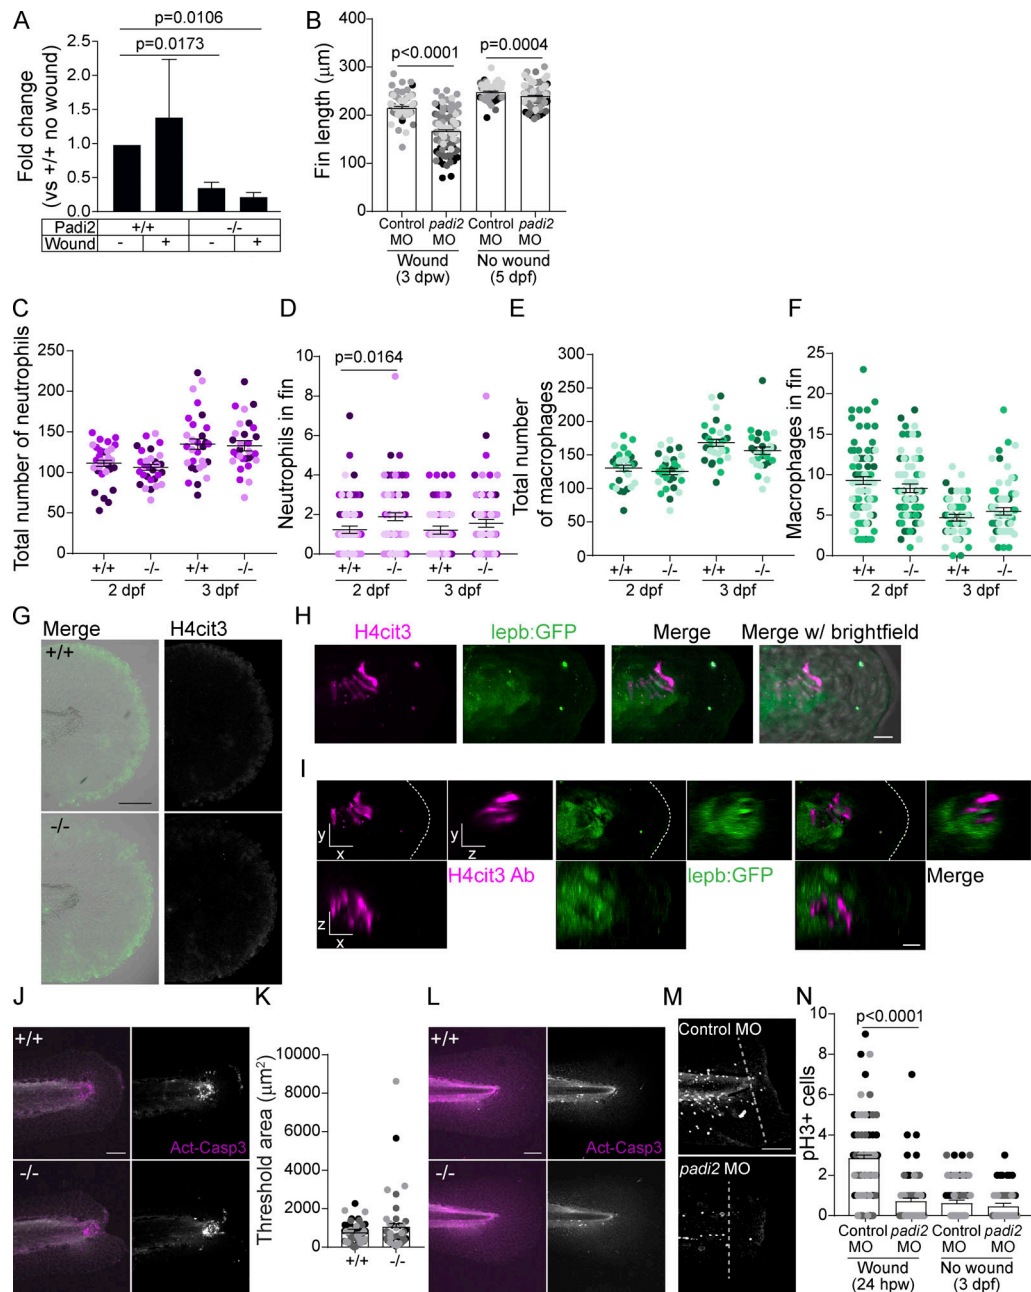 A
p=0.0106
p=0.0173
Fold change
(vs +/+ no wound)
2.5
2.0
1.5
1.0
0.5
0.0
Padi2 +/+ -/-
Wound - + - +
B
p<0.0001 p=0.0004
Fin length (μm)
300
200
100
0
Control MO padi2 MO Control MO padi2 MO
Wound No wound
(3 dpw) (5 dpf)
C
Total number of neutrophils
250
200
150
100
50
0
+/+ -/- +/+ -/-
2 dpf 3 dpf
D
p=0.0164
Neutrophils in fin
10
8
6
4
2
0
+/+ -/- +/+ -/-
2 dpf 3 dpf
E
Total number
of macrophages
300
250
200
150
100
50
0
+/+ -/- +/+ -/-
2 dpf 3 dpf
F
Macrophages in fin
25
20
15
10
5
0
+/+ -/- +/+ -/-
2 dpf 3 dpf
G
Merge H4cit3
+/+
-/-
H
H4cit3 lepb:GFP Merge Merge w/ brightfield
I
y
x
y
z
z
x
H4cit3 Ab lepb:GFP Merge
J
+/+
Act-Casp3
-/-
K
Threshold area (μm²)
10000
8000
6000
4000
2000
0
+/+ -/-
L
+/+
Act-Casp3
-/-
M
Control MO
padi2 MO
N
p<0.0001
pH3+ cells
10
8
6
4
2
0
Control MO padi2 MO Control MO padi2 MO
Wound No wound
(24 hpw) (3 dpf)